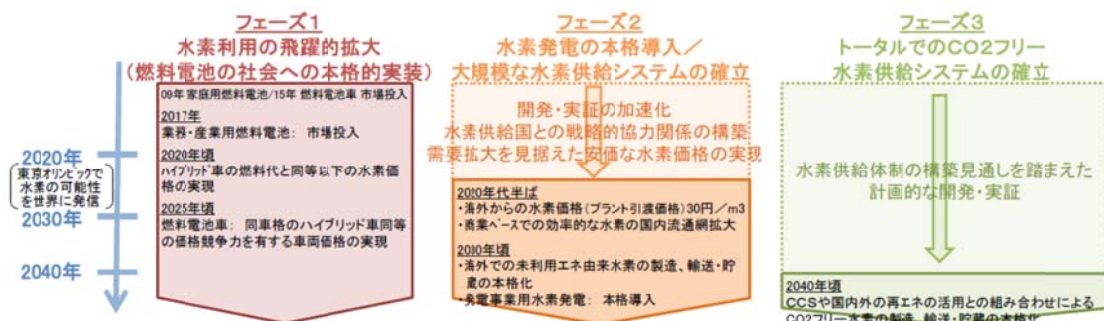 2020年
東京オリンピックで
水素の可能性
を世界に発信
2030年
2040年
フェーズ1
水素利用の飛躍的拡大
(燃料電池の社会への本格的実装)
09年 家庭用燃料電池/15年 燃料電池車 市場投入
2017年
業務・産業用燃料電池： 市場投入
2020年頃
ハイブリッド車の燃料代と同等以下の水素価
格の実現
2025年頃
燃料電池車： 同車格のハイブリッド車同等
の価格競争力を有する車両価格の実現
フェーズ2
水素発電の本格導入／
大規模な水素供給システムの確立
開発・実証の加速化
水素供給国との戦略的協力関係の構築
需要拡大を見据えた安価な水素価格の実現
2020年代半ば
・海外からの水素価格(プラント引渡価格)30円／m3
・商業ベースでの効率的な水素の国内流通網拡大
2030年頃
・海外での未利用エネ由来水素の製造、輸送・貯
蔵の本格化
・発電事業用水素発電： 本格導入
フェーズ3
トータルでのCO2フリー
水素供給システムの確立
水素供給体制の構築見通しを踏まえた
計画的な開発・実証
2040年頃
CCSや国内外の再エネの活用との組み合わせによる
CO2フリー水素の製造、輸送・貯蔵の本格化